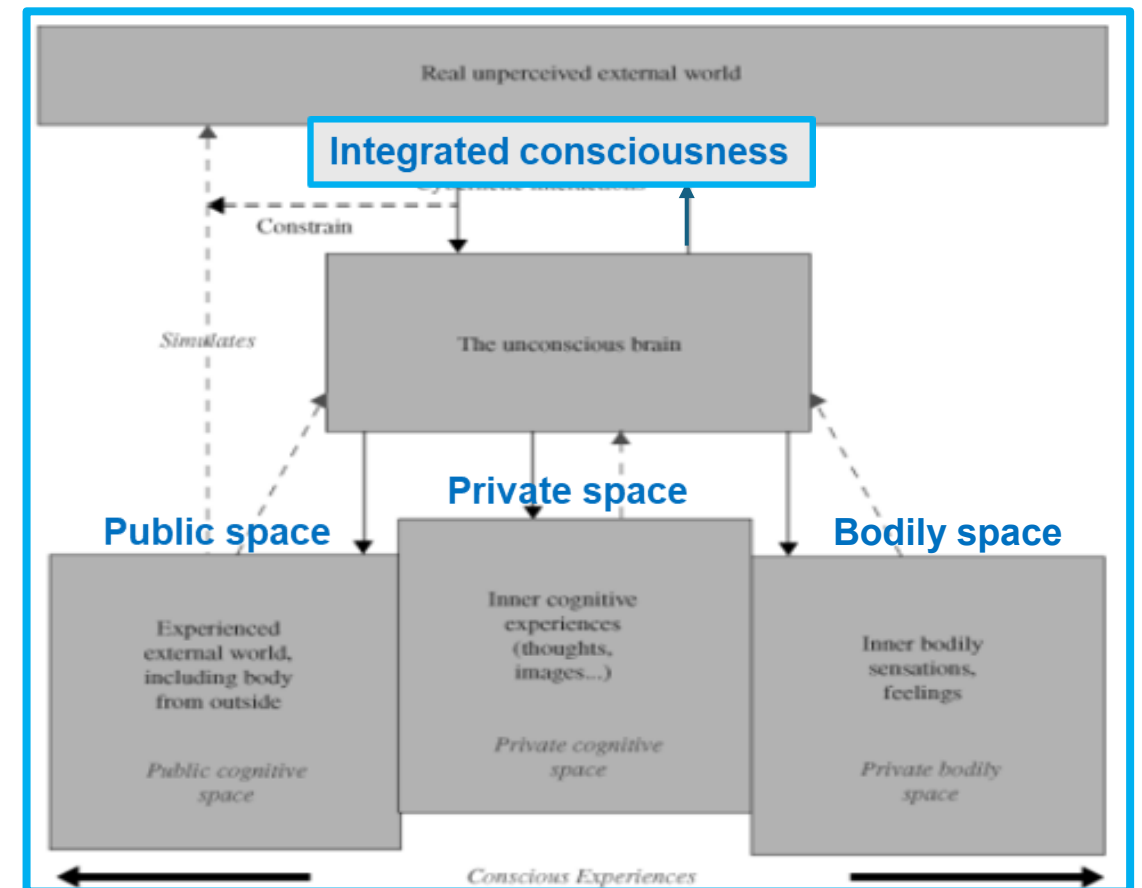 Real unperceived external world
Integrated consciousness
Constrain
Simulates
The unconscious brain
Private space
Public space
Bodily space
Experienced
external world,
including body
from outside
Public cognitive
space
Inner cognitive
experiences
(thoughts,
images...)
Private cognitive
space
Inner bodily
sensations,
feelings
Private bodily
space
Conscious Experiences